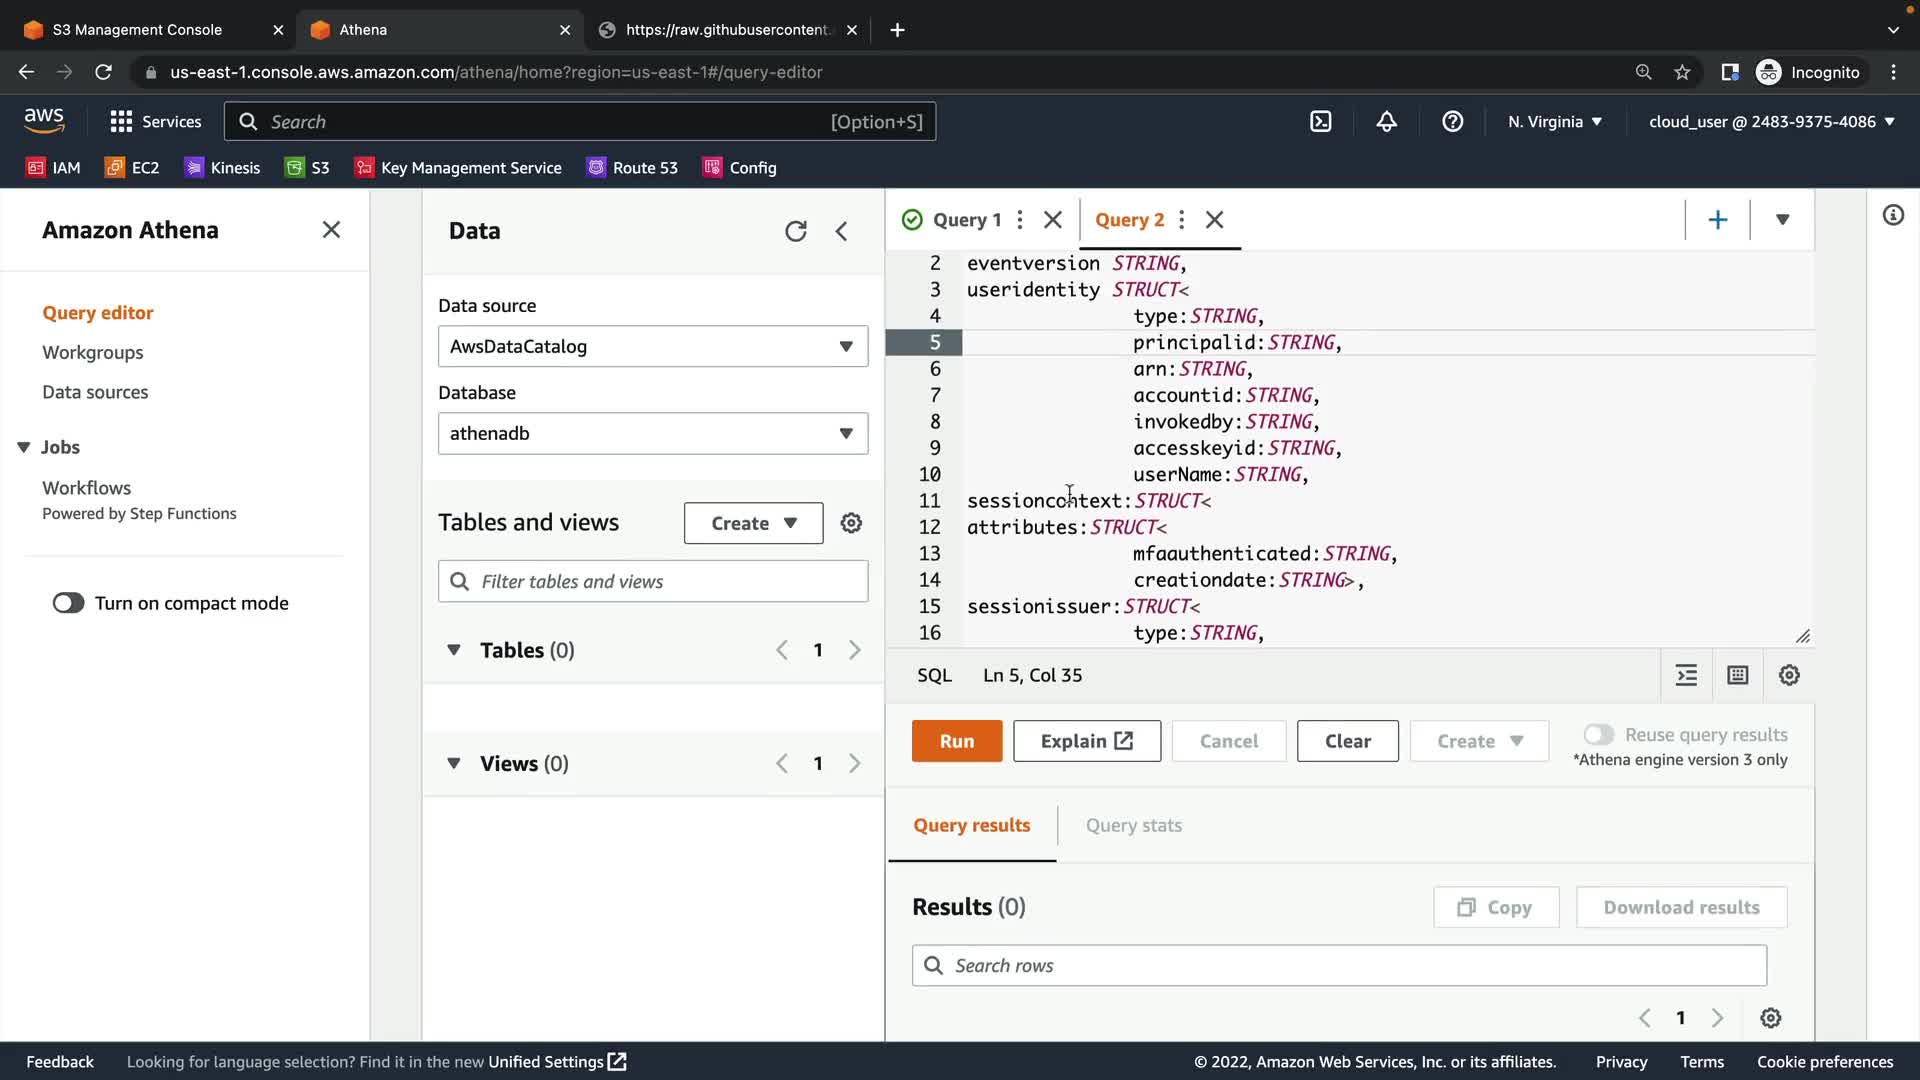 S3 Management Console
Athena
https://raw.githubusercontent.
us-east-1.console.aws.amazon.com/athena/home?region=us-east-1#/query-editor
Incognito
aws
Services
Search
[Option+S]
N. Virginia
cloud_user @ 2483-9375-4086
IAM
EC2
Kinesis
S3
Key Management Service
Route 53
Config
Amazon Athena
Query editor
Workgroups
Data sources
Jobs
Workflows
Powered by Step Functions
Turn on compact mode
Data
Data source
AwsDataCatalog
Database
athenadb
Tables and views
Create
Filter tables and views
Tables (0)
1
Views (0)
1
Query 1
Query 2
2 eventversion STRING,
3 useridentity STRUCT<
4 type:STRING,
5 principalid:STRING,
6 arn:STRING,
7 accountid:STRING,
8 invokedby:STRING,
9 accesskeyid:STRING,
10 userName:STRING,
11 sessioncontext:STRUCT<
12 attributes:STRUCT<
13 mfaauthenticated:STRING,
14 creationdate:STRING>,
15 sessionissuer:STRUCT<
16 type:STRING,
SQL
Ln 5, Col 35
Run
Explain
Cancel
Clear
Create
Reuse query results
*Athena engine version 3 only
Query results
Query stats
Results (0)
Copy
Download results
Search rows
1
Feedback
Looking for language selection? Find it in the new Unified Settings
© 2022, Amazon Web Services, Inc. or its affiliates.
Privacy
Terms
Cookie preferences